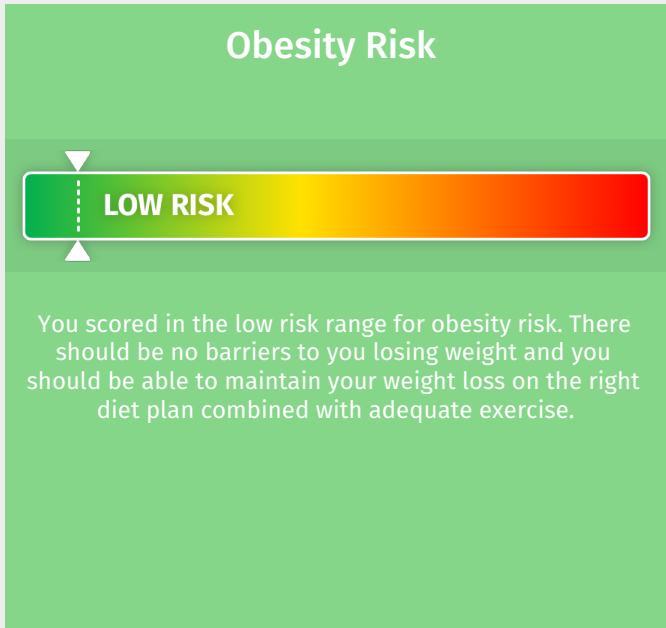 Obesity Risk
LOW RISK
You scored in the low risk range for obesity risk. There
should be no barriers to you losing weight and you
should be able to maintain your weight loss on the right
diet plan combined with adequate exercise.